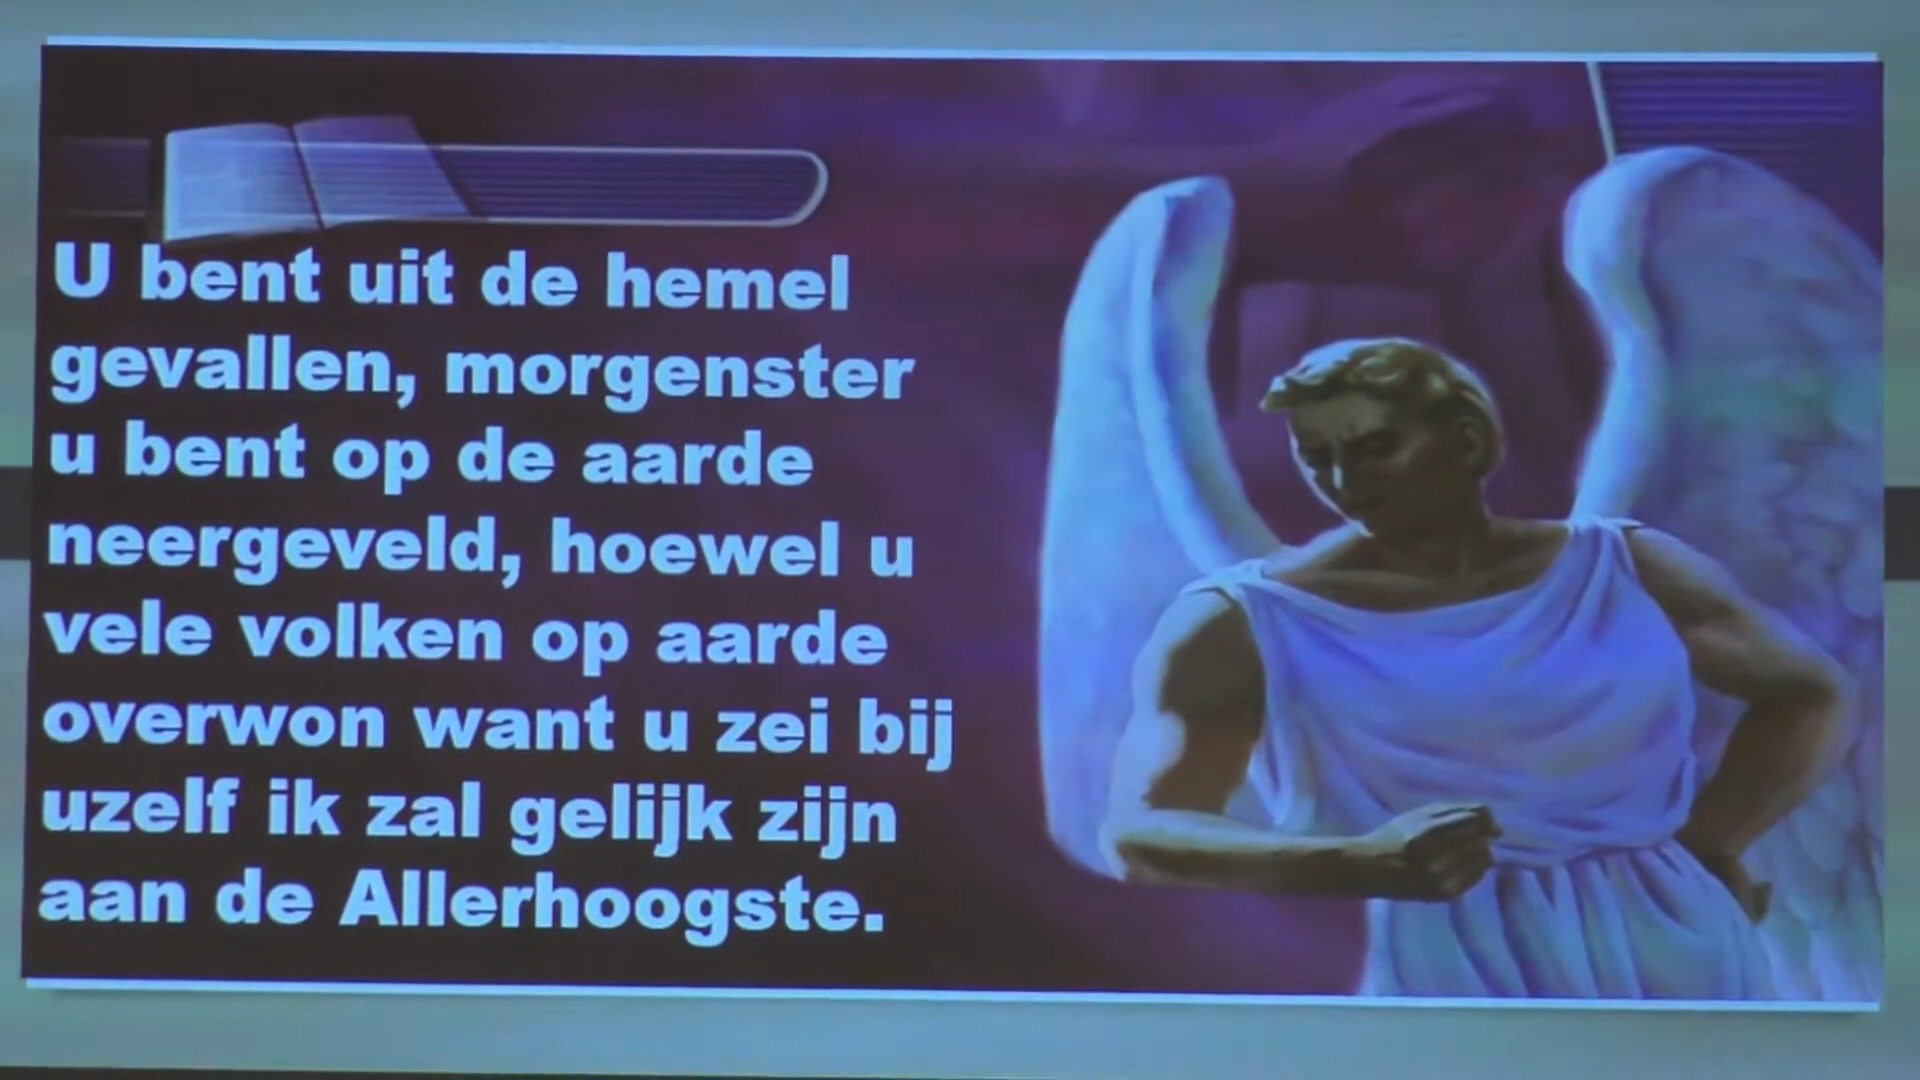 U bent uit de hemel
gevallen, morgenster
u bent op de aarde
neergeveld, hoewel u
vele volken op aarde
overwon want u zei bij
uzelf ik zal gelijk zijn
aan de Allerhoogste.